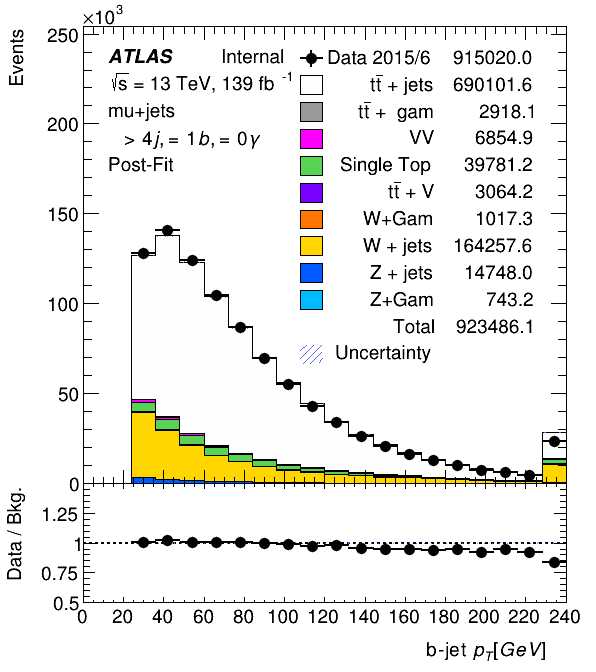 ×10³
Events
250
200
150
100
50
0
ATLAS Internal
√s = 13 TeV, 139 fb⁻¹
mu+jets
> 4j, = 1b, = 0γ
Post-Fit
Data 2015/6 915020.0
tt̄ + jets 690101.6
tt̄ + gam 2918.1
VV 6854.9
Single Top 39781.2
tt̄ + V 3064.2
W+Gam 1017.3
W + jets 164257.6
Z + jets 14748.0
Z+Gam 743.2
Total 923486.1
Uncertainty
Data / Bkg.
1.25
1
0.75
0.5
0 20 40 60 80 100 120 140 160 180 200 220 240
b-jet p_T[GeV]